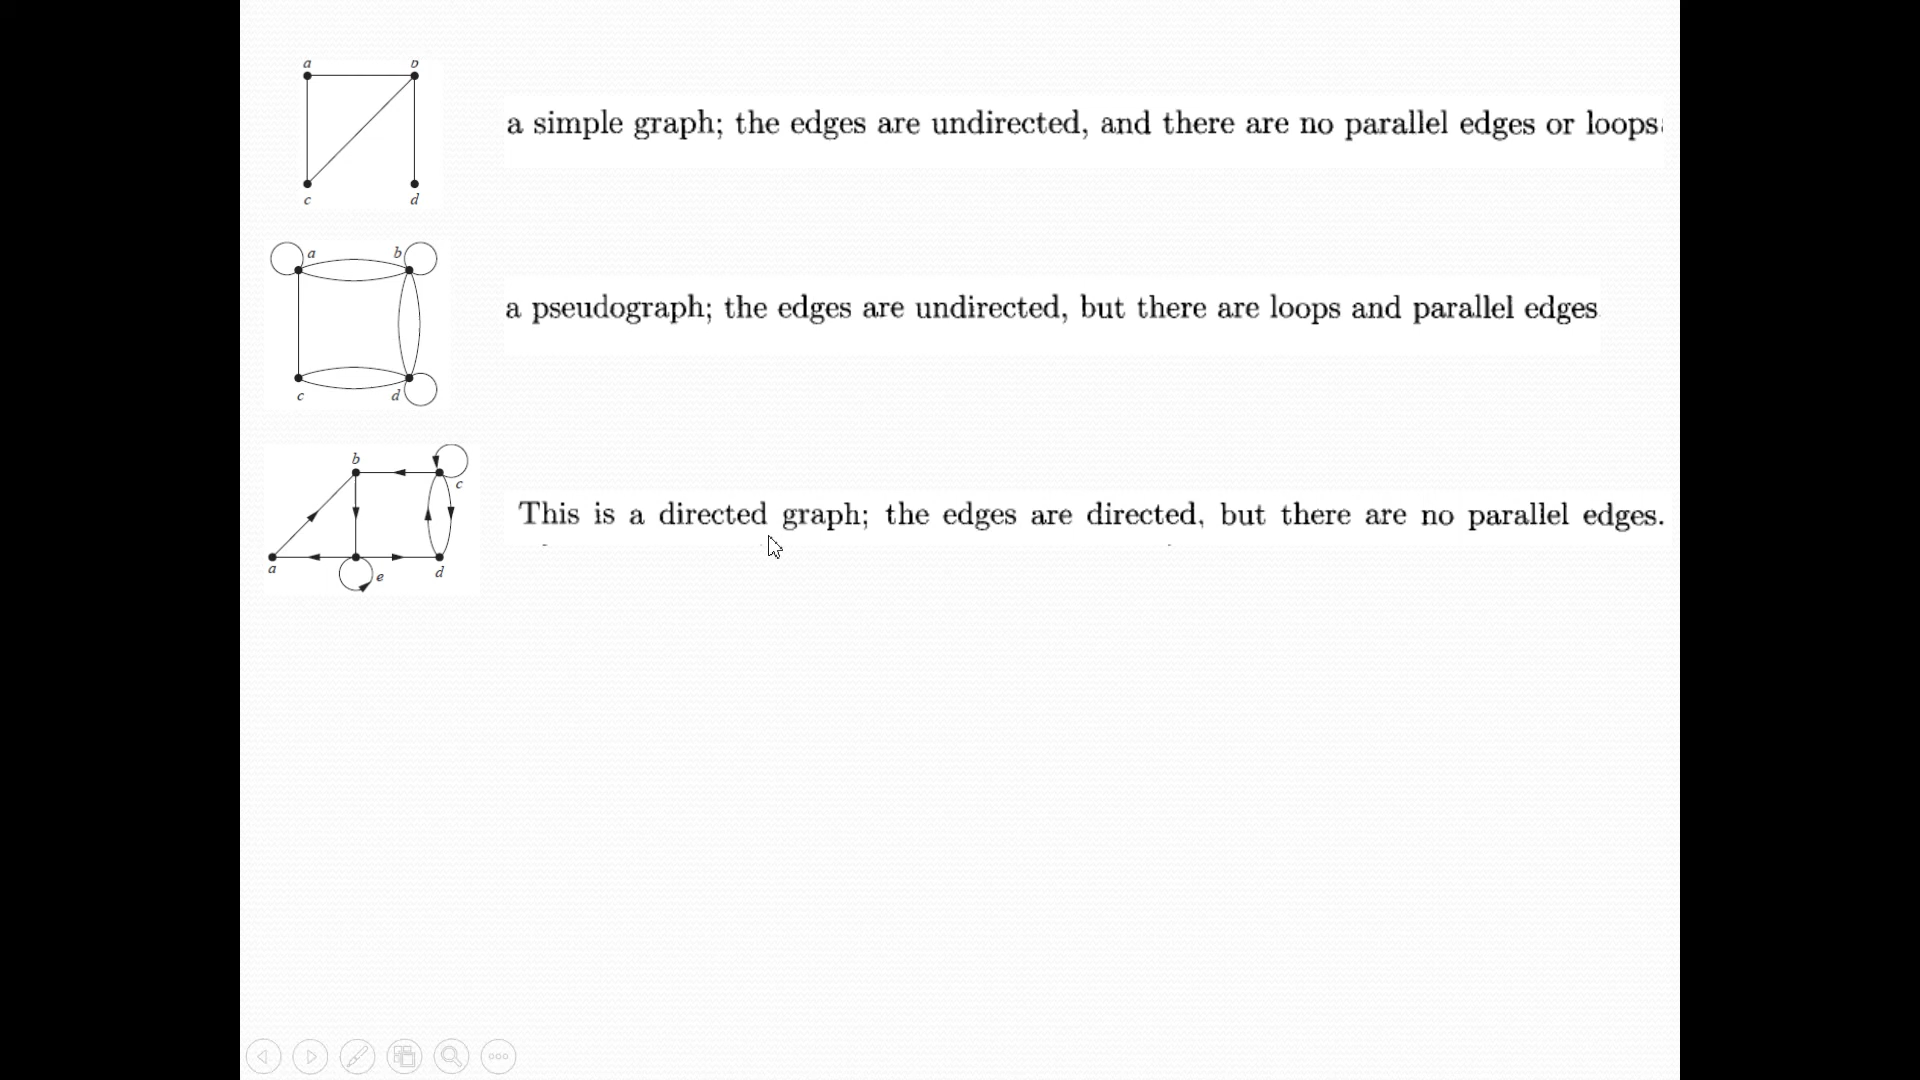 a b
a simple graph; the edges are undirected, and there are no parallel edges or loops
c d
a b
a pseudograph; the edges are undirected, but there are loops and parallel edges
c d
b
c
This is a directed graph; the edges are directed, but there are no parallel edges.
a e d